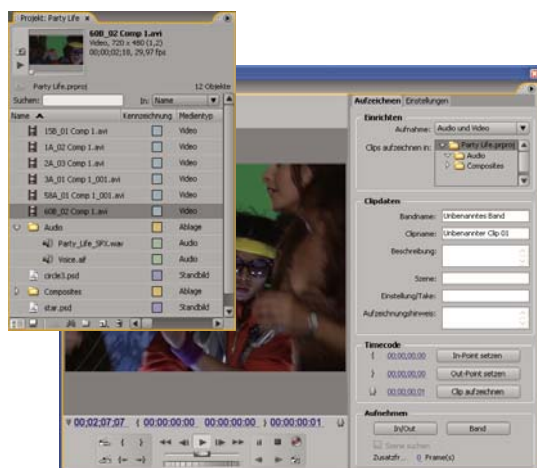 Projekt: Party Life
60B_02 Comp 1.avi
Video, 720 x 480 (1,2)
00;00;02;18, 29,97 fps
Party Life.prproj
12 Objekte
Suchen:
In: Name
Name
Kennzeichnung
Medientyp
15B_01 Comp 1.avi
Video
1A_02 Comp 1.avi
Video
2A_03 Comp 1.avi
Video
3A_01 Comp 1_001.avi
Video
58A_01 Comp 1_001.avi
Video
60B_02 Comp 1.avi
Video
Audio
Ablage
Party_Life_SFX.wav
Audio
Voice.aif
Audio
circle3.psd
Standbild
Composites
Ablage
star.psd
Standbild
Aufzeichnen
Einstellungen
Einrichten
Aufnahme: Audio und Video
Clips aufzeichnen in:
Party Life.prproj
Audio
Composites
Clipdaten
Bandname: Unbenanntes Band
Clipname: Unbenannter Clip 01
Beschreibung:
Szene:
Einstellung/Take:
Aufzeichnungshinweis:
Timecode
{ 00;00;00;00 In-Point setzen
} 00;00;00;00 Out-Point setzen
{} 00;00;00;01 Clip aufzeichnen
Aufnehmen
In/Out
Band
Szene suchen
Zusatzfr... 0 Frame(s)
00;02;07;07 { 00;00;00;00 00;00;00;00 } 00;00;00;01 {}